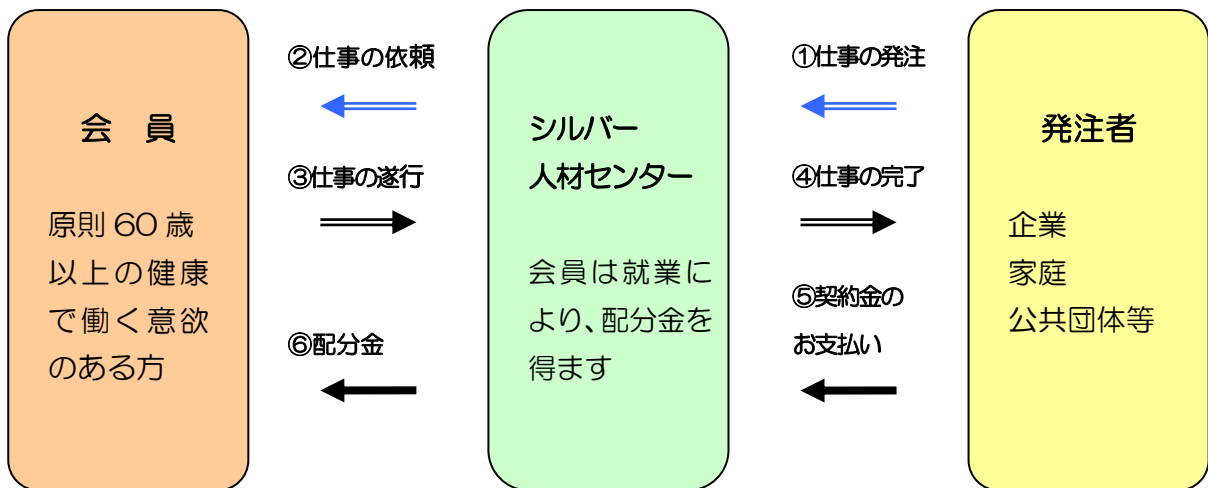 会 員
原則 60 歳
以上の健康
で働く意欲
のある方
②仕事の依頼
③仕事の遂行
⑥配分金
シルバー
人材センター
会員は就業に
より、配分金を
得ます
①仕事の発注
④仕事の完了
⑤契約金の
お支払い
発注者
企業
家庭
公共団体等